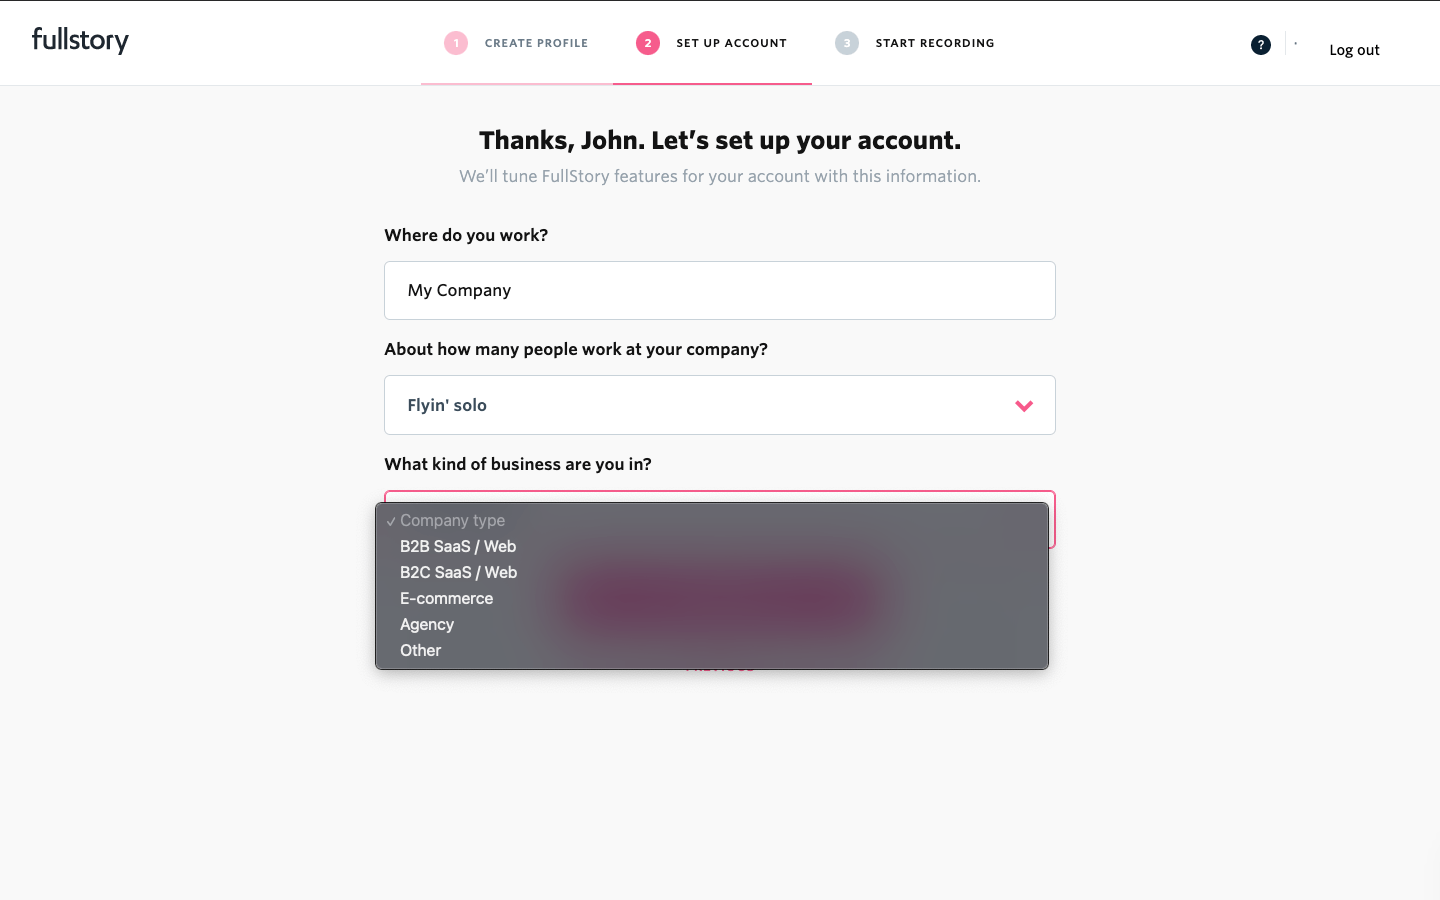 fullstory
1 CREATE PROFILE
2 SET UP ACCOUNT
3 START RECORDING
?
Log out
Thanks, John. Let's set up your account.
We'll tune FullStory features for your account with this information.
Where do you work?
My Company
About how many people work at your company?
Flyin' solo
What kind of business are you in?
✓ Company type
B2B SaaS / Web
B2C SaaS / Web
E-commerce
Agency
Other